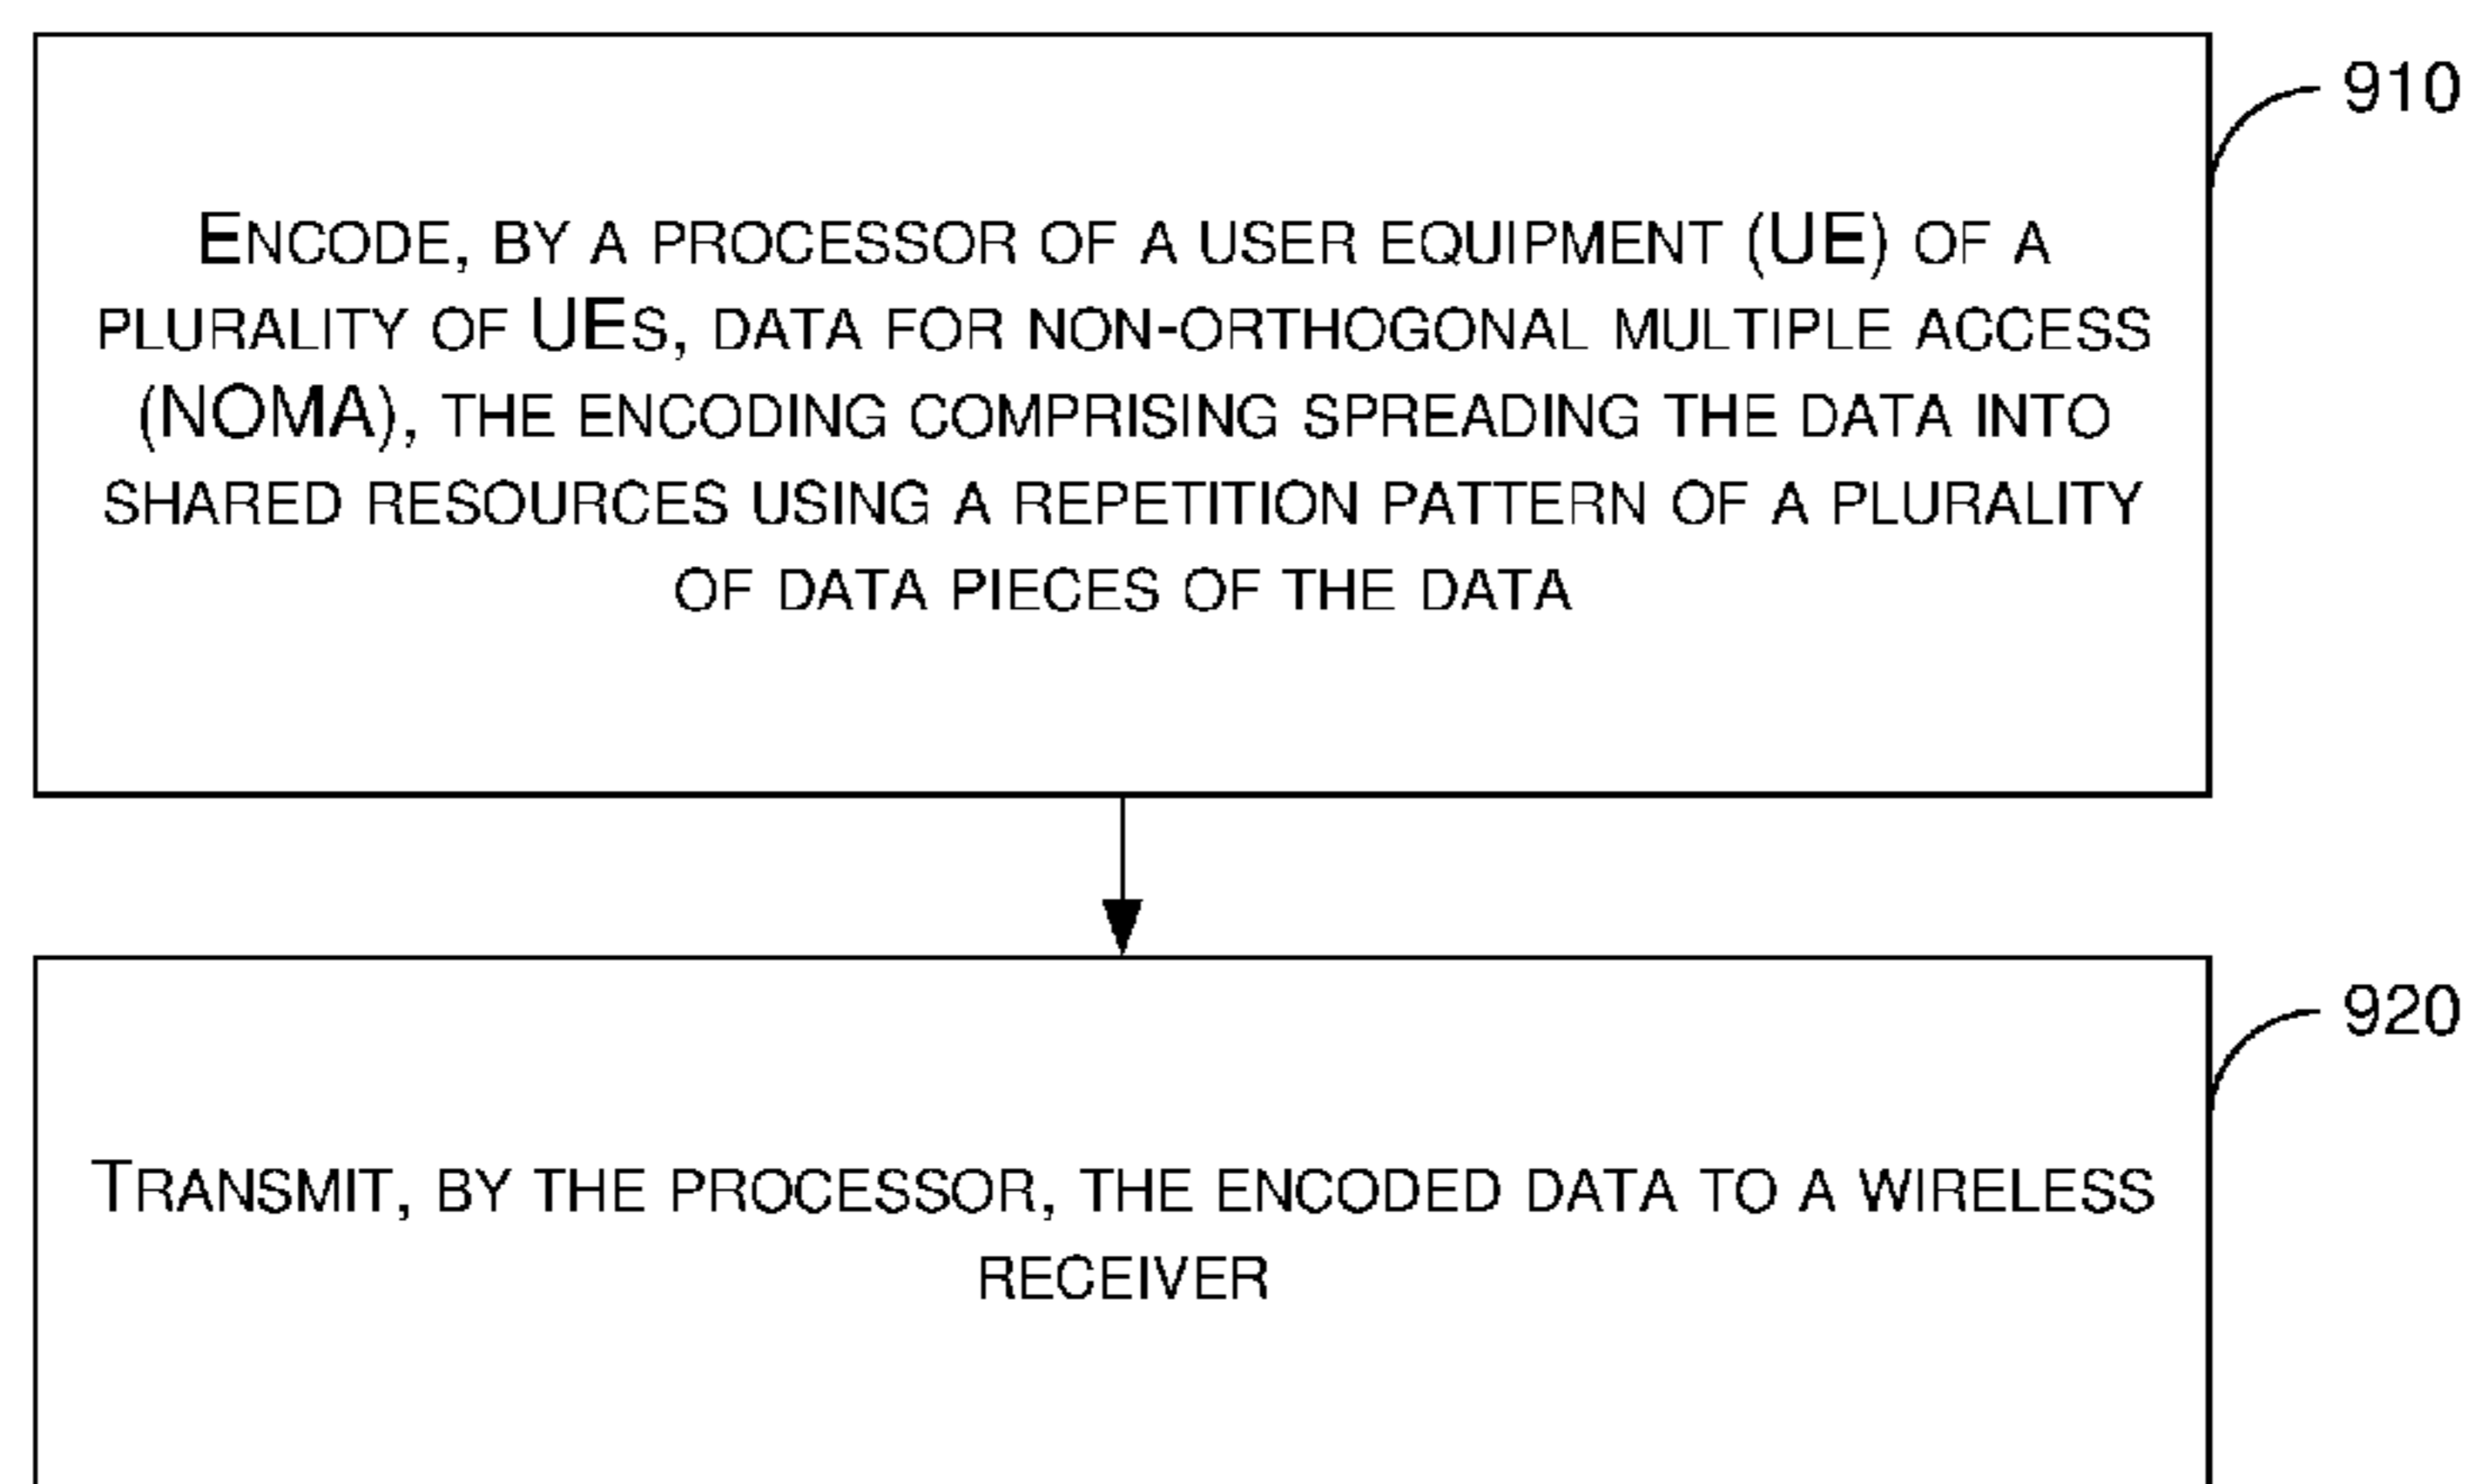 910
ENCODE, BY A PROCESSOR OF A USER EQUIPMENT (UE) OF A
PLURALITY OF UES, DATA FOR NON-ORTHOGONAL MULTIPLE ACCESS
(NOMA), THE ENCODING COMPRISING SPREADING THE DATA INTO
SHARED RESOURCES USING A REPETITION PATTERN OF A PLURALITY
OF DATA PIECES OF THE DATA
920
TRANSMIT, BY THE PROCESSOR, THE ENCODED DATA TO A WIRELESS
RECEIVER